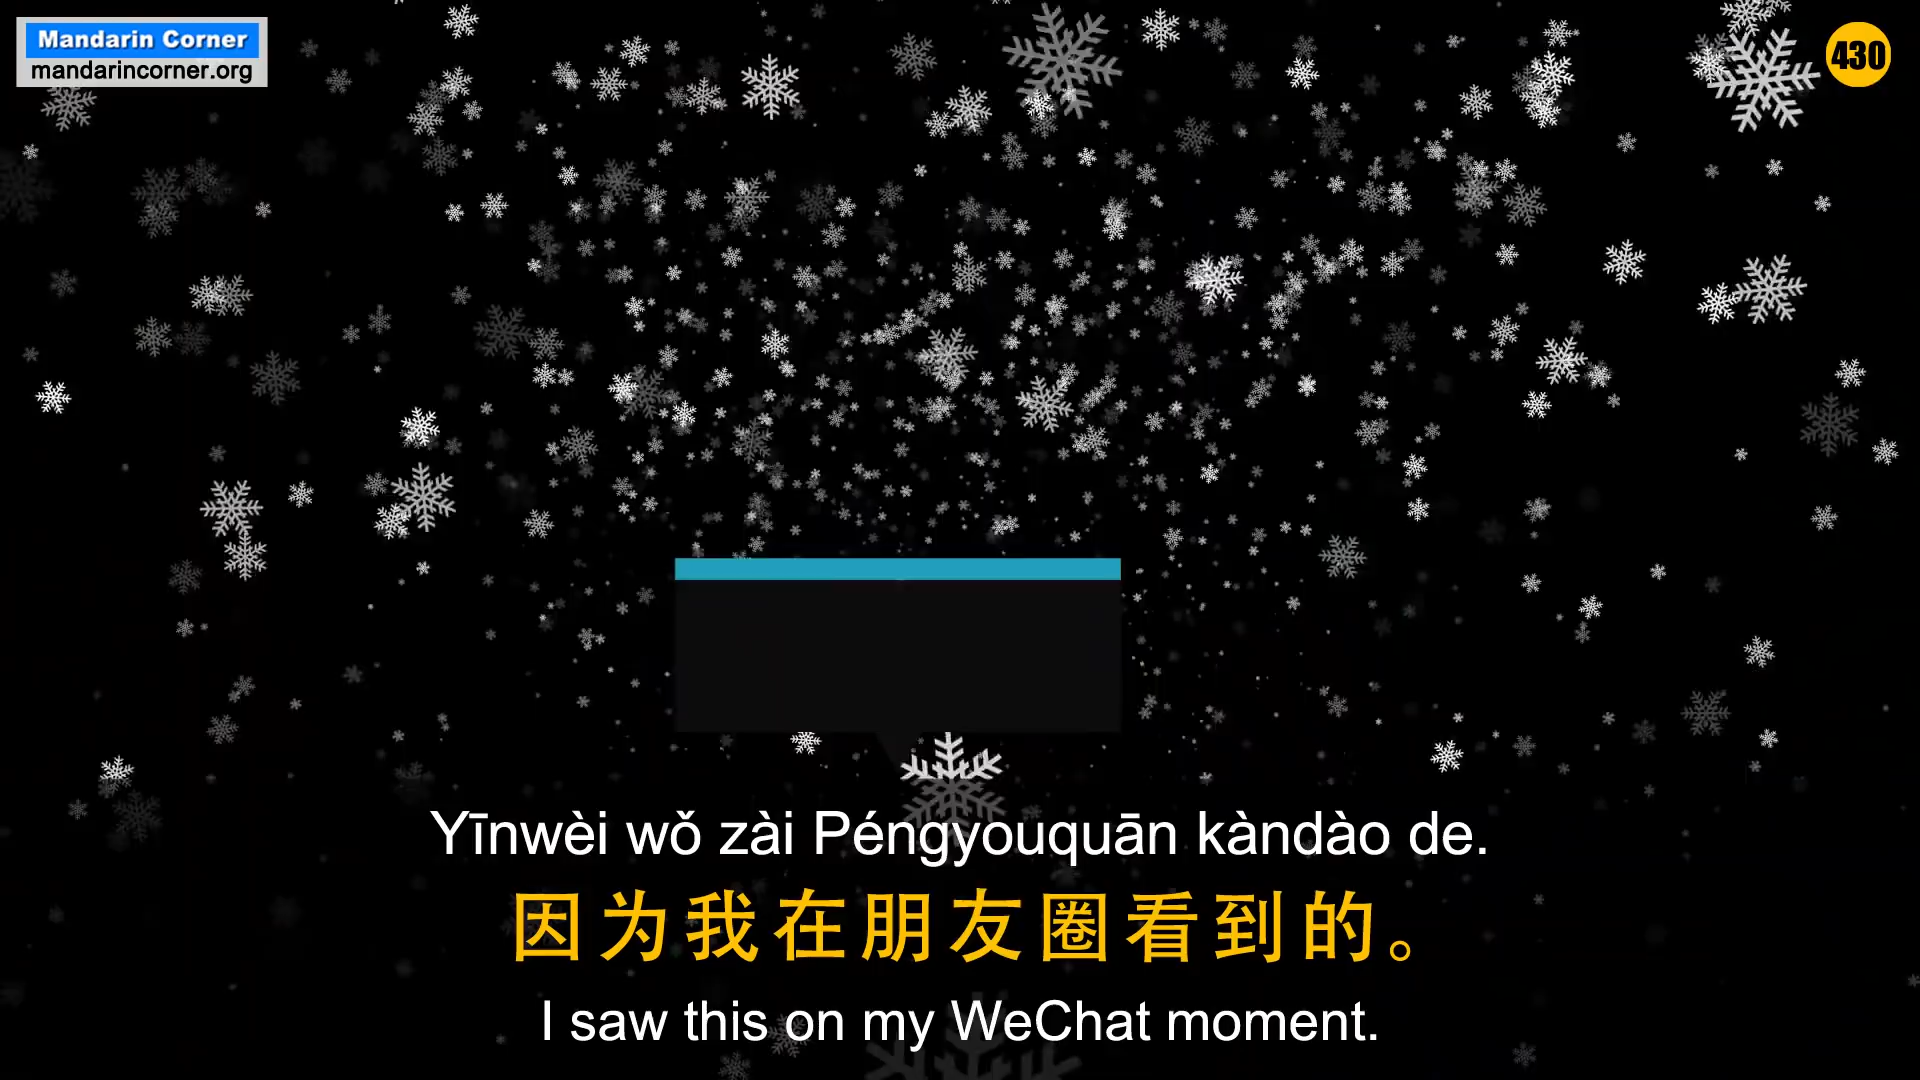 Mandarin Corner
mandarincorner.org
430
Yīnwèi wǒ zài Péngyouquān kàndào de.
因为我在朋友圈看到的。
I saw this on my WeChat moment.